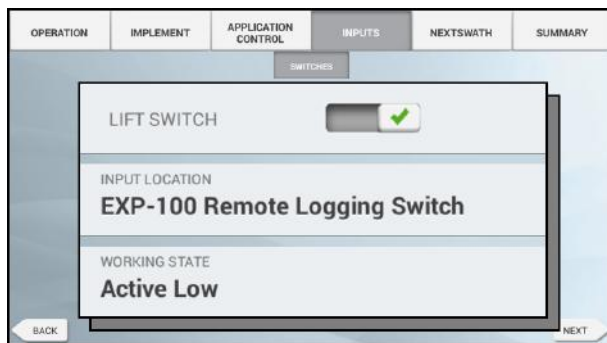 OPERATION
IMPLEMENT
APPLICATION
CONTROL
INPUTS
NEXTSWATH
SUMMARY
SWITCHES
LIFT SWITCH
INPUT LOCATION
EXP-100 Remote Logging Switch
WORKING STATE
Active Low
BACK
NEXT